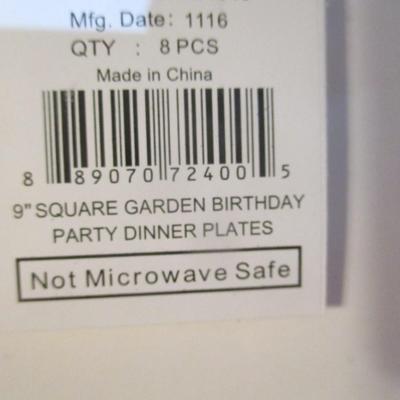 Mfg. Date: 1116
QTY : 8 PCS
Made in China
8 89070 72400 5
9" SQUARE GARDEN BIRTHDAY
PARTY DINNER PLATES
Not Microwave Safe